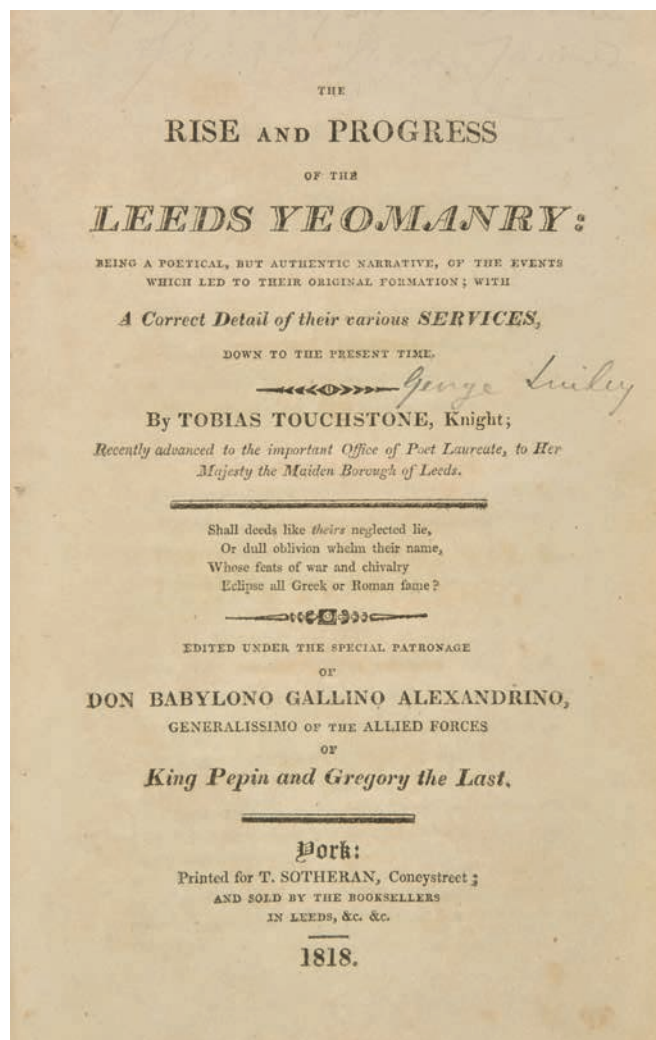 THE
RISE AND PROGRESS
OF THE
LEEDS YEOMANRY:
BEING A POETICAL, BUT AUTHENTIC NARRATIVE, OF THE EVENTS
WHICH LED TO THEIR ORIGINAL FORMATION; WITH
A Correct Detail of their various SERVICES,
DOWN TO THE PRESENT TIME.
George
By TOBIAS TOUCHSTONE, Knight;
Recently advanced to the important Office of Poet Laureate, to Her
Majesty the Maiden Borough of Leeds.
Shall deeds like theirs neglected lie,
Or dull oblivion whelm their name,
Whose feats of war and chivalry
Eclipse all Greek or Roman fame?
EDITED UNDER THE SPECIAL PATRONAGE
OF
DON BABYLONO GALLINO ALEXANDRINO,
GENERALISSIMO OF THE ALLIED FORCES
OF
King Pepin and Gregory the Last.
York:
Printed for T. SOTHERAN, Coneystreet;
AND SOLD BY THE BOOKSELLERS
IN LEEDS, &C. &C.
1818.